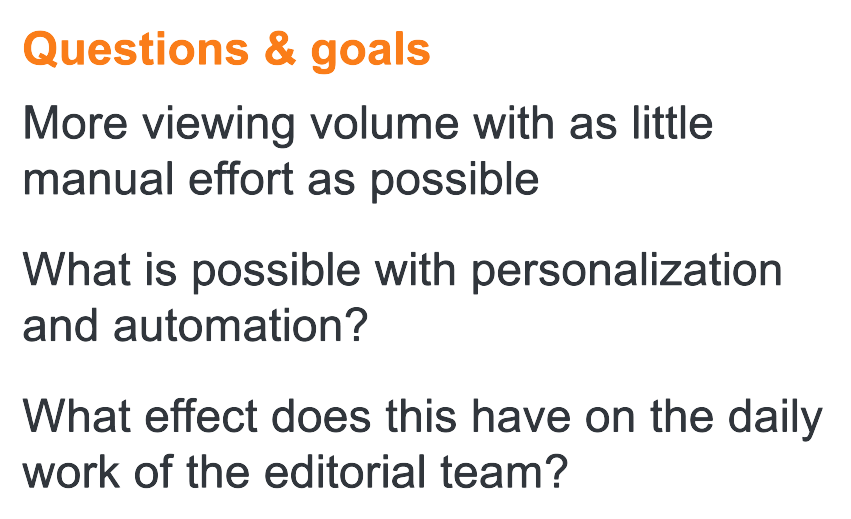 Questions & goals
More viewing volume with as little
manual effort as possible
What is possible with personalization
and automation?
What effect does this have on the daily
work of the editorial team?